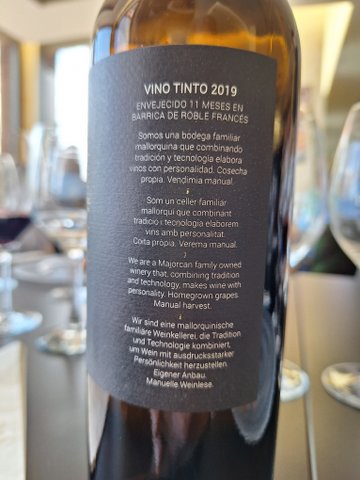 VINO TINTO 2019
ENVEJECIDO 11 MESES EN
BARRICA DE ROBLE FRANCÉS
Somos una bodega familiar
mallorquina que combinando
tradición y tecnología elabora
vinos con personalidad. Cosecha
propia. Vendimia manual.
Som un celler familiar
mallorquí que combinant
tradició i tecnologia elaborem
vins amb personalitat.
Collita pròpia. Verema manual.
We are a Majorcan family owned
winery that, combining tradition
and technology, makes wine with
personality. Homegrown grapes
Manual harvest.
Wir sind eine mallorquinische
familiäre Weinkellerei, die Tradition
und Technologie kombiniert,
um Wein mit ausdrucksstarker
Persönlichkeit herzustellen
Eigener Anbau.
Manuelle Weinlese.